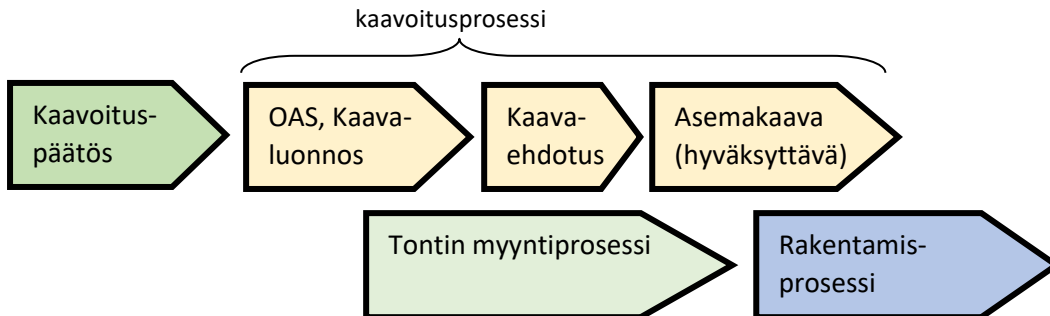 kaavoitusprosessi
Kaavoitus-
päätös
OAS, Kaava-
luonnos
Kaava-
ehdotus
Asemakaava
(hyväksyttävä)
Tontin myyntiprosessi
Rakentamis-
prosessi